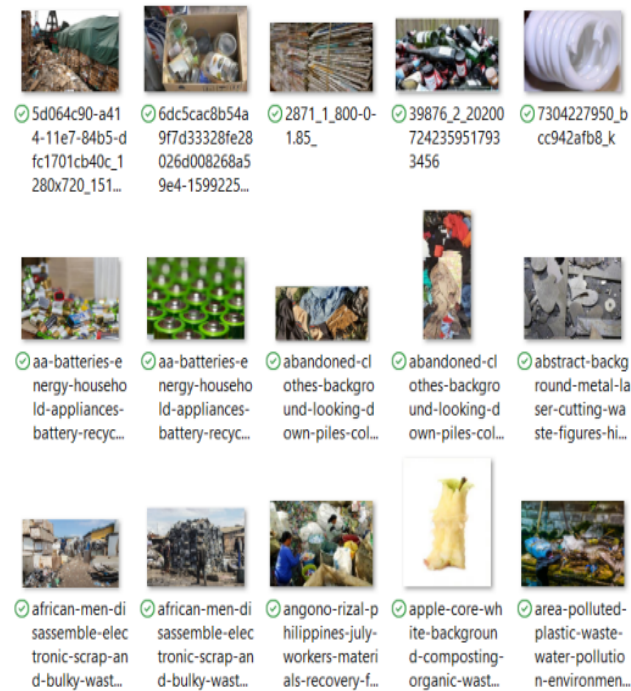 5d064c90-a41
4-11e7-84b5-d
fc1701cb40c_1
280x720_151...
6dc5cac8b54a
9f7d33328fe28
026d008268a5
9e4-1599225...
2871_1_800-0-
1.85_
39876_2_20200
724235951793
3456
7304227950_b
cc942afb8_k
aa-batteries-e
nergy-househo
ld-appliances-
battery-recyc...
aa-batteries-e
nergy-househo
ld-appliances-
battery-recyc...
abandoned-cl
othes-backgro
und-looking-d
own-piles-col...
abandoned-cl
othes-backgro
und-looking-d
own-piles-col...
abstract-backg
round-metal-la
ser-cutting-wa
ste-figures-hi...
african-men-di
sassemble-elec
tronic-scrap-an
d-bulky-wast...
african-men-di
sassemble-elec
tronic-scrap-an
d-bulky-wast...
angono-rizal-p
hilippines-july-
workers-materi
als-recovery-f...
apple-core-wh
ite-backgroun
d-composting-
organic-wast...
area-polluted-
plastic-waste-
water-pollutio
n-environmen...